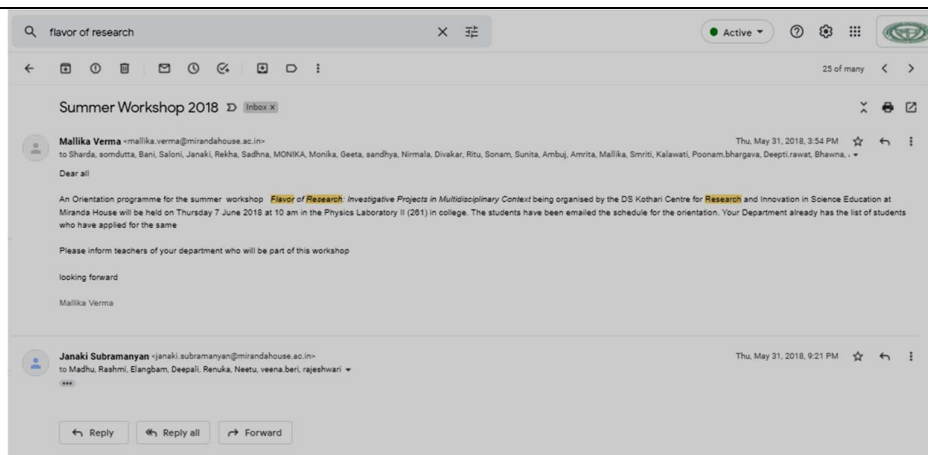 flavor of research
Active
25 of many
Summer Workshop 2018 Inbox x
Mallika Verma <mallika.verma@mirandahouse.ac.in> Thu, May 31, 2018, 3:54 PM
to Sharda, somdutta, Bani, Saloni, Janaki, Rekha, Sadhna, MONIKA, Monika, Geeta, sandhya, Nirmala, Divakar, Ritu, Sonam, Sunita, Ambuj, Amrita, Mallika, Smriti, Kalawati, Poonam.bhargava, Deepti.rawat, Bhawna, .
Dear all
An Orientation programme for the summer workshop Flavor of Research: Investigative Projects in Multidisciplinary Context being organised by the DS Kothari Centre for Research and Innovation in Science Education at
Miranda House will be held on Thursday 7 June 2018 at 10 am in the Physics Laboratory II (261) in college. The students have been emailed the schedule for the orientation. Your Department already has the list of students
who have applied for the same
Please inform teachers of your department who will be part of this workshop
looking forward
Mallika Verma
Janaki Subramanyan <janaki.subramanyan@mirandahouse.ac.in> Thu, May 31, 2018, 9:21 PM
to Madhu, Rashmi, Elangbam, Deepali, Renuka, Neetu, veena.beri, rajeshwari
Reply Reply all Forward